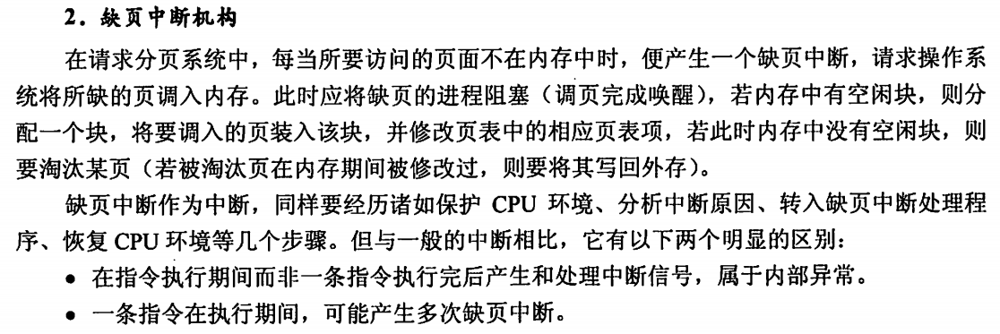 2．缺页中断机构
在请求分页系统中，每当所要访问的页面不在内存中时，便产生一个缺页中断，请求操作系
统将所缺的页调入内存。此时应将缺页的进程阻塞（调页完成唤醒），若内存中有空闲块，则分
配一个块，将要调入的页装入该块，并修改页表中的相应页表项，若此时内存中没有空闲块，则
要淘汰某页（若被淘汰页在内存期间被修改过，则要将其写回外存）。
缺页中断作为中断，同样要经历诸如保护 CPU 环境、分析中断原因、转入缺页中断处理程
序、恢复 CPU 环境等几个步骤。但与一般的中断相比，它有以下两个明显的区别：
● 在指令执行期间而非一条指令执行完后产生和处理中断信号，属于内部异常。
● 一条指令在执行期间，可能产生多次缺页中断。